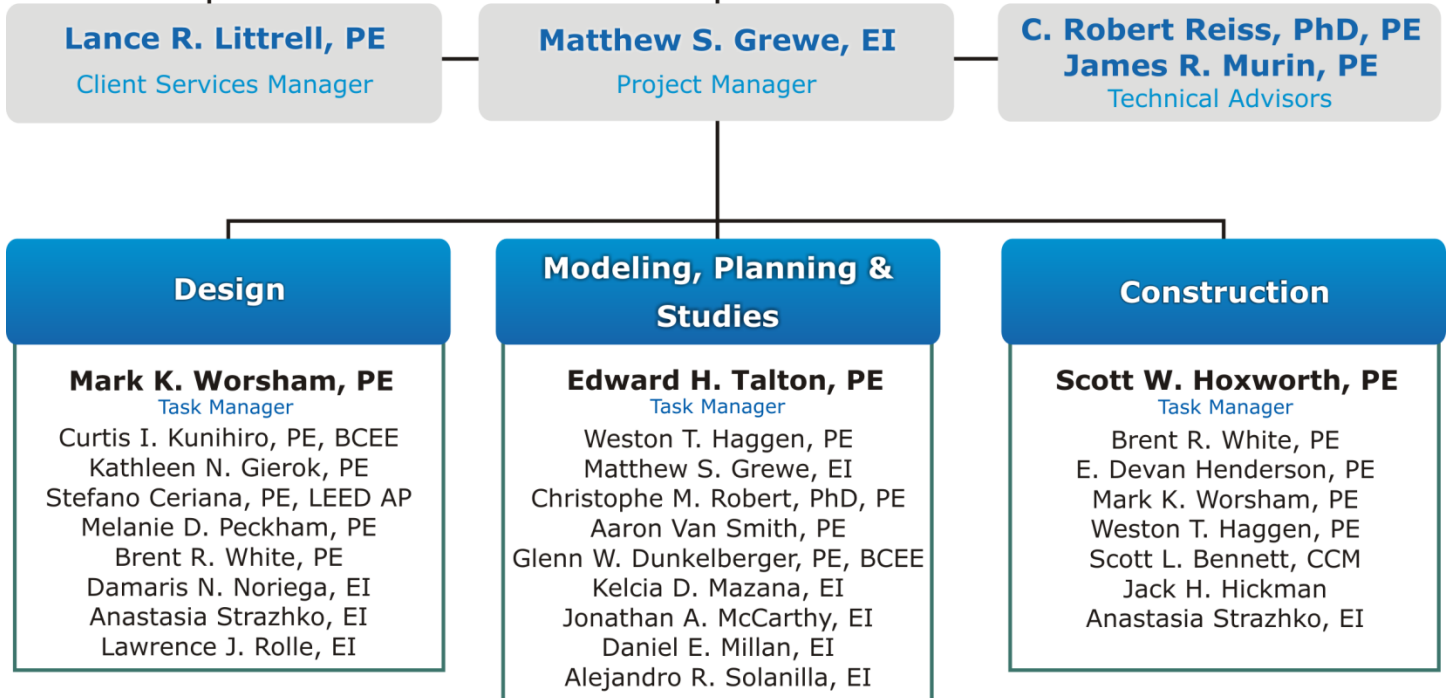 Lance R. Littrell, PE
Client Services Manager
Matthew S. Grewe, EI
Project Manager
C. Robert Reiss, PhD, PE
James R. Murin, PE
Technical Advisors
Design
Mark K. Worsham, PE
Task Manager
Curtis I. Kunihiro, PE, BCEE
Kathleen N. Gierok, PE
Stefano Ceriana, PE, LEED AP
Melanie D. Peckham, PE
Brent R. White, PE
Damaris N. Noriega, EI
Anastasia Strazhko, EI
Lawrence J. Rolle, EI
Modeling, Planning &
Studies
Edward H. Talton, PE
Task Manager
Weston T. Haggen, PE
Matthew S. Grewe, EI
Christophe M. Robert, PhD, PE
Aaron Van Smith, PE
Glenn W. Dunkelberger, PE, BCEE
Kelcia D. Mazana, EI
Jonathan A. McCarthy, EI
Daniel E. Millan, EI
Alejandro R. Solanilla, EI
Construction
Scott W. Hoxworth, PE
Task Manager
Brent R. White, PE
E. Devan Henderson, PE
Mark K. Worsham, PE
Weston T. Haggen, PE
Scott L. Bennett, CCM
Jack H. Hickman
Anastasia Strazhko, EI